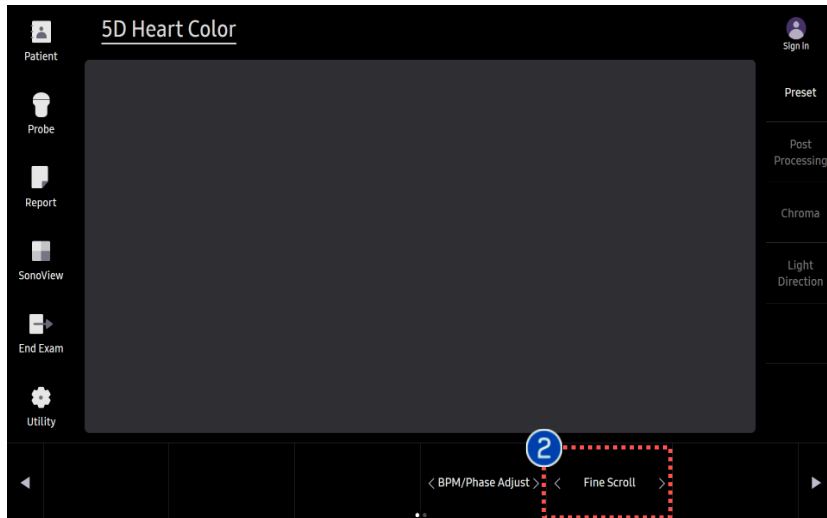 5D Heart Color
Patient
Probe
Report
SonoView
End Exam
Utility
Sign In
Preset
Post
Processing
Chroma
Light
Direction
2
< BPM/Phase Adjust >
< Fine Scroll >